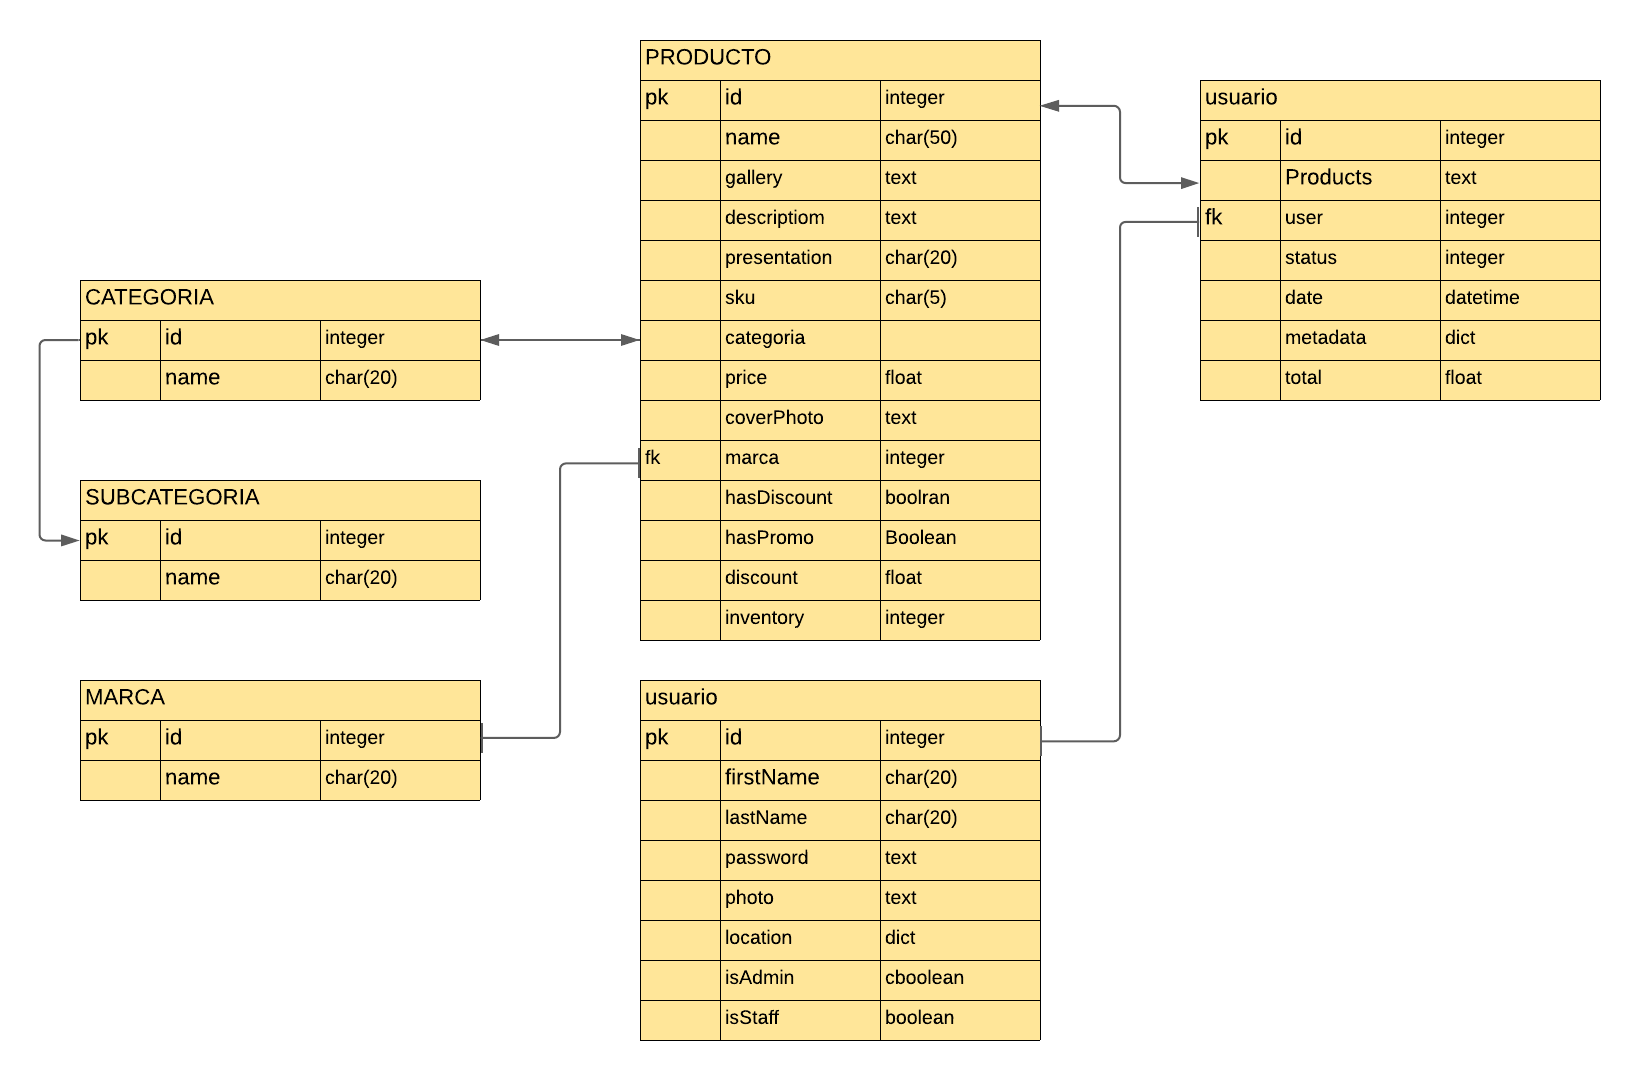 PRODUCTO
pk id integer
name char(50)
gallery text
descriptiom text
presentation char(20)
sku char(5)
categoria
price float
coverPhoto text
fk marca integer
hasDiscount boolran
hasPromo Boolean
discount float
inventory integer
usuario
pk id integer
Products text
fk user integer
status integer
date datetime
metadata dict
total float
CATEGORIA
pk id integer
name char(20)
SUBCATEGORIA
pk id integer
name char(20)
MARCA
pk id integer
name char(20)
usuario
pk id integer
firstName char(20)
lastName char(20)
password text
photo text
location dict
isAdmin cboolean
isStaff boolean